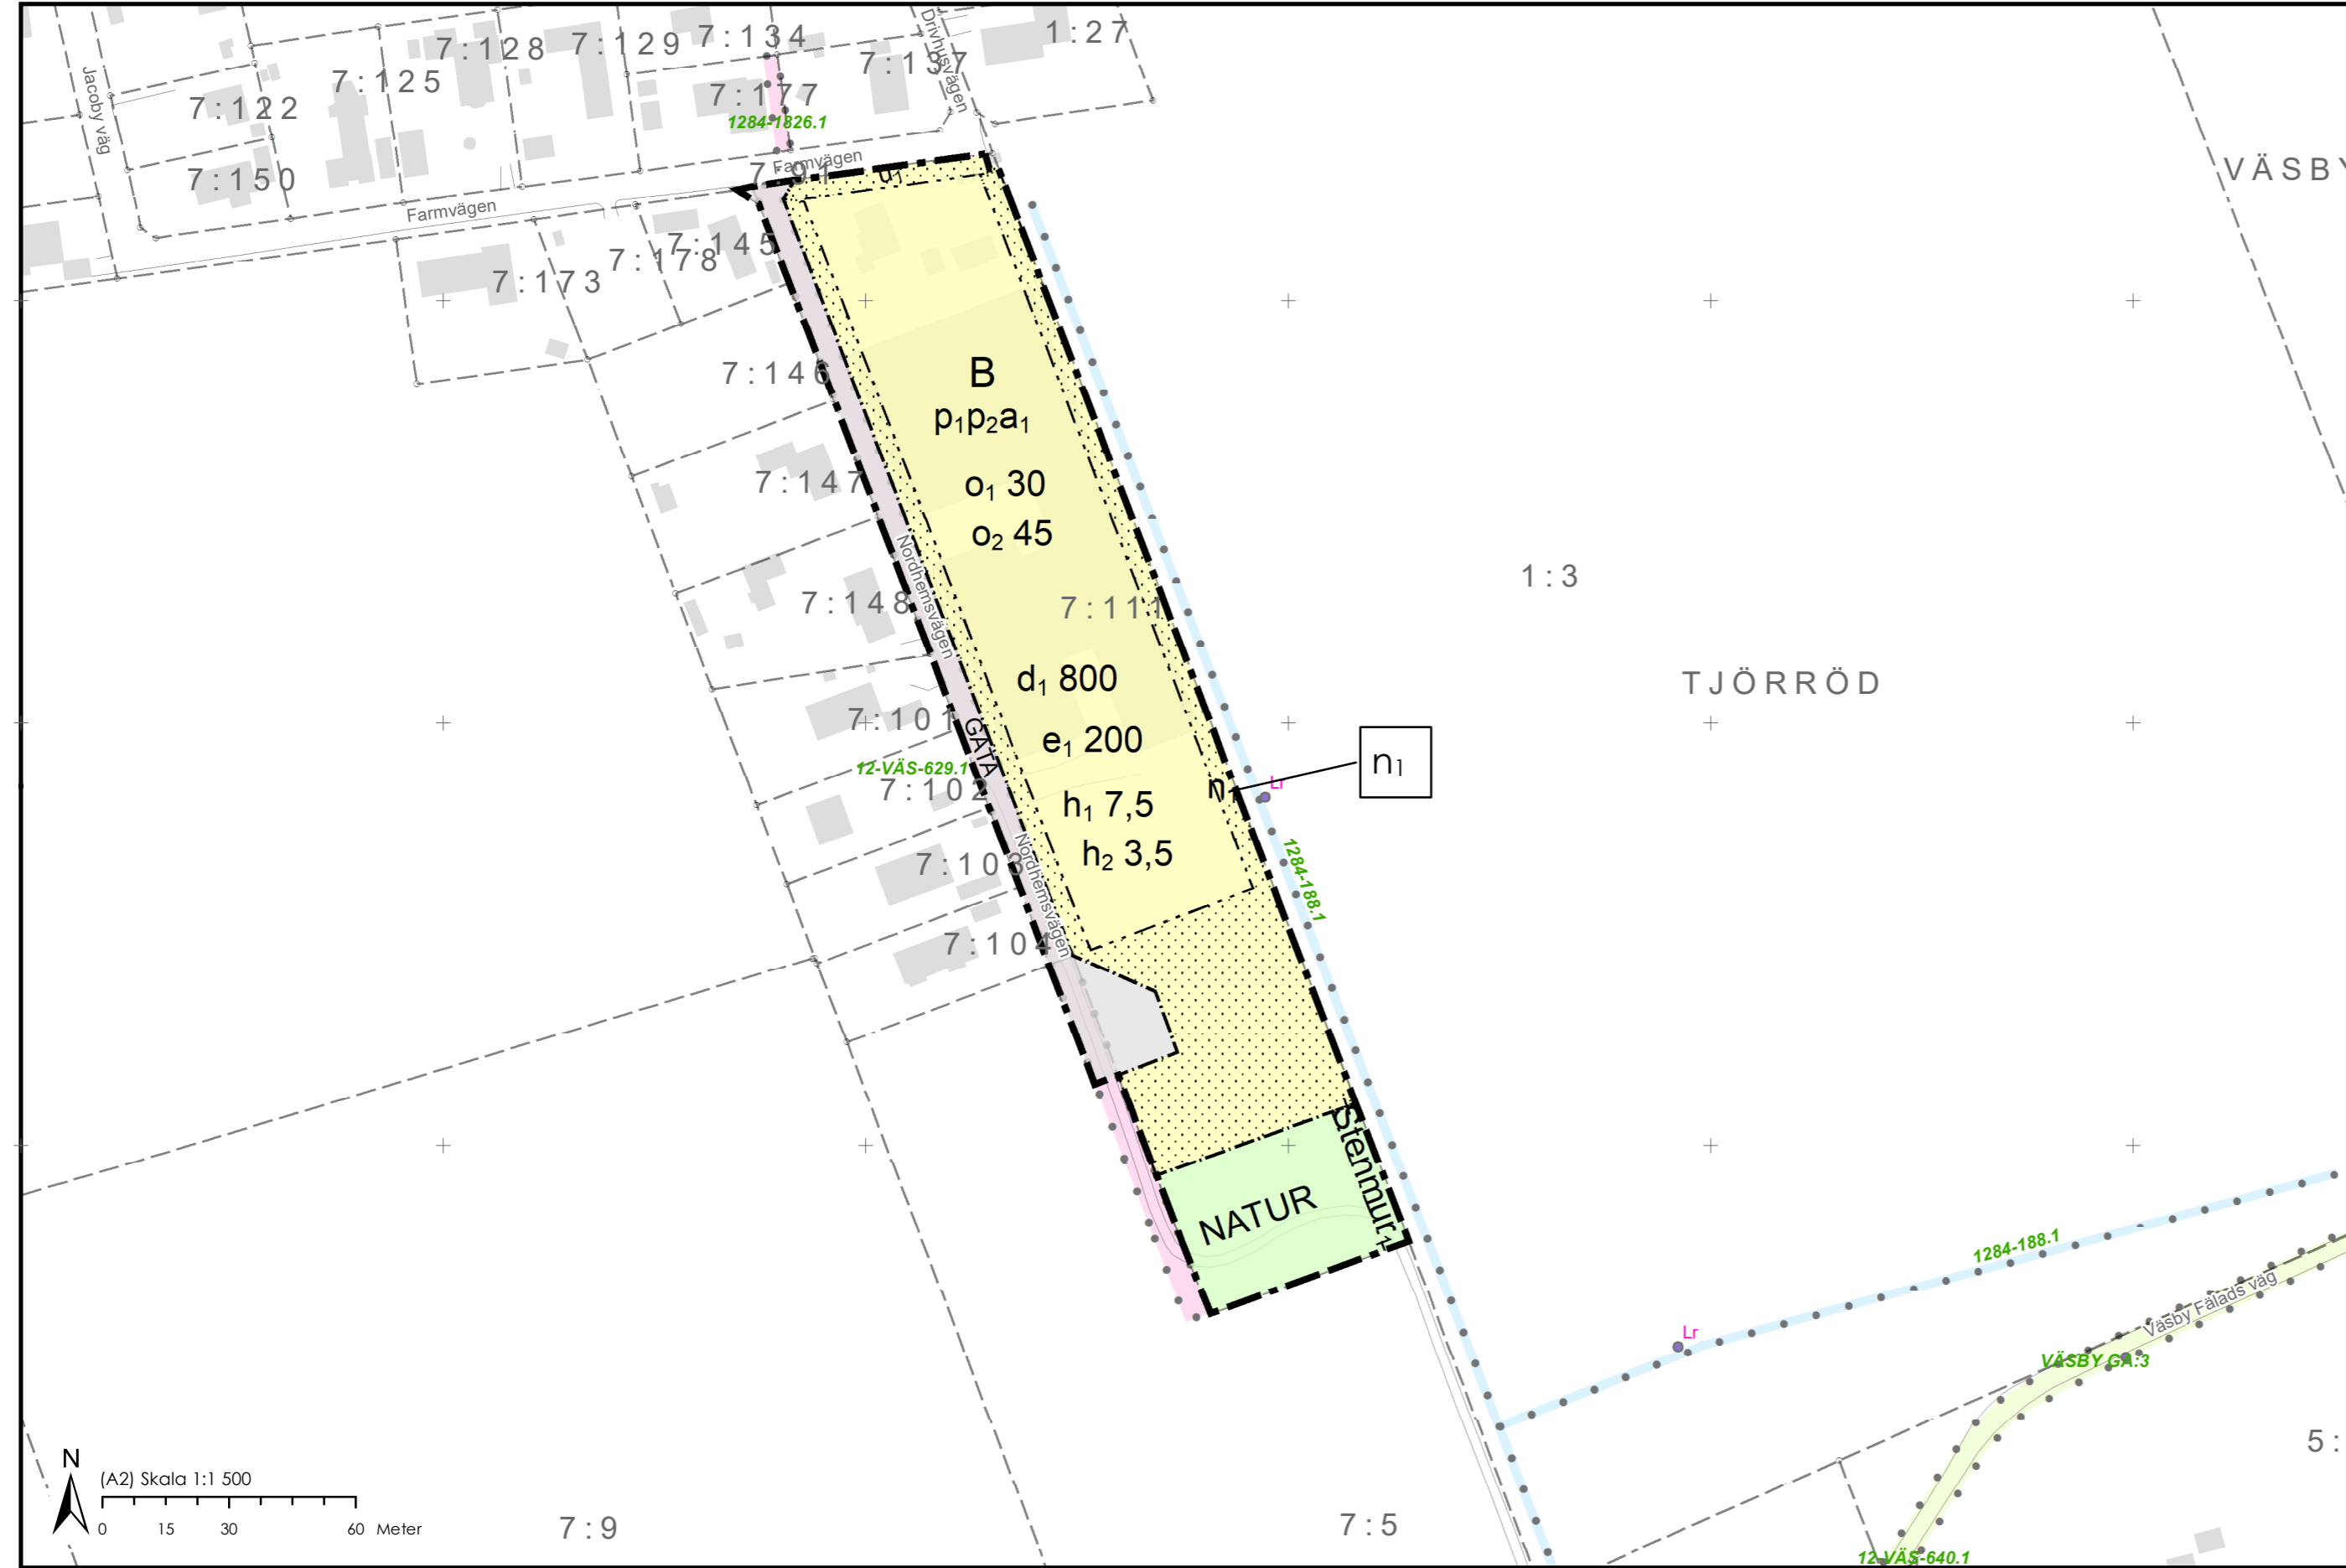 Jacoby väg
7:122
7:125
7:128
7:129
7:134
7:177
1284-1826.1
7:137
Drivhusvägen
1:27
VÄSBY
7:150
Farmvägen
Farmvägen
u1
7:173
7:178
7:145
7:146
7:147
7:148
7:101
12-VÄS-629.1
7:102
7:103
7:104
Nordhemsvägen
GATA
Nordhemsvägen
B
p1p2a1
o1 30
o2 45
7:111
d1 800
e1 200
h1 7,5
h2 3,5
n1
n1
Lr
1284-188.1
1:3
TJÖRRÖD
Stenmur1
NATUR
1284-188.1
Lr
Väsby Fälads väg
VÄSBY GA:3
5:
12-VÄS-640.1
7:5
7:9
N
(A2) Skala 1:1 500
0 15 30 60 Meter